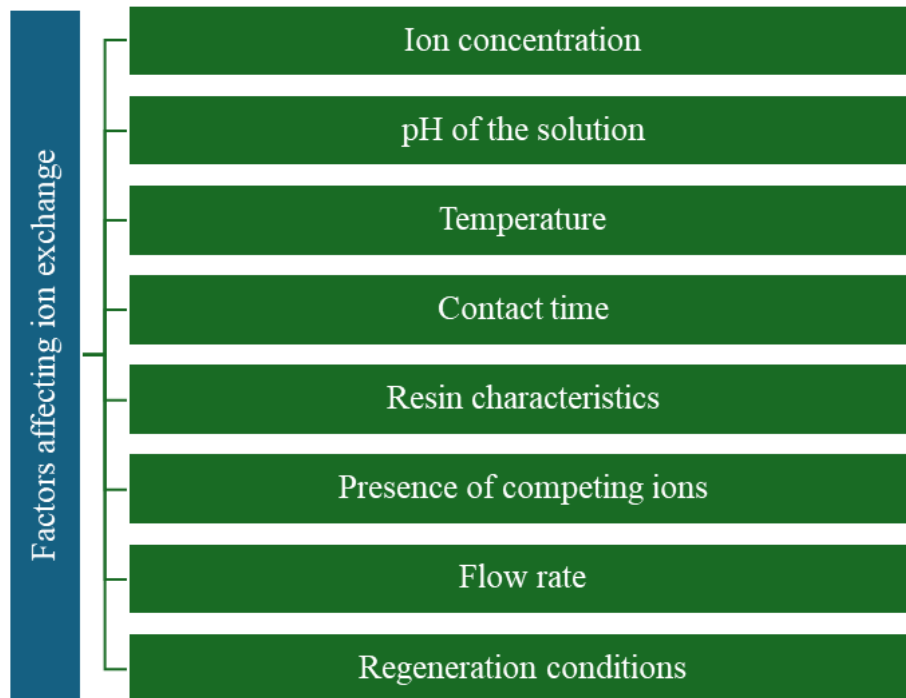 Factors affecting ion exchange
Ion concentration
pH of the solution
Temperature
Contact time
Resin characteristics
Presence of competing ions
Flow rate
Regeneration conditions